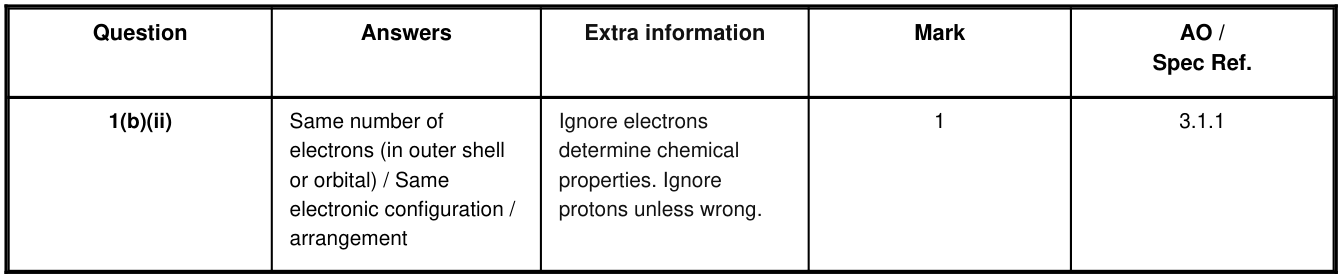 Question Answers Extra information Mark AO /
Spec Ref.
1(b)(ii) Same number of Ignore electrons 1 3.1.1
electrons (in outer shell determine chemical
or orbital) / Same properties. Ignore
electronic configuration / protons unless wrong.
arrangement